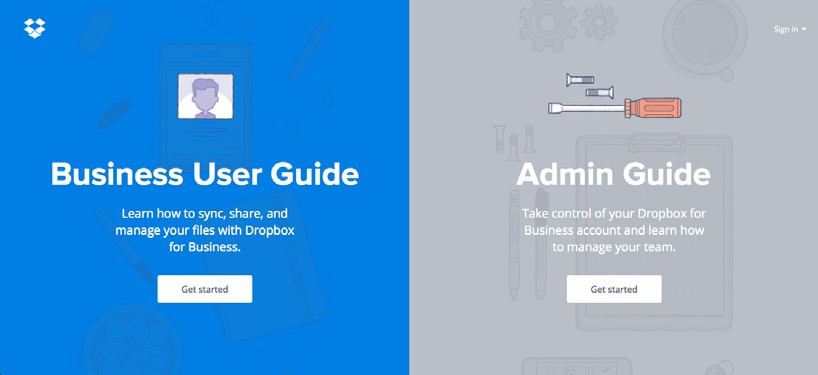 Sign in
Business User Guide
Learn how to sync, share, and
manage your files with Dropbox
for Business.
Get started
Admin Guide
Take control of your Dropbox for
Business account and learn how
to manage your team.
Get started